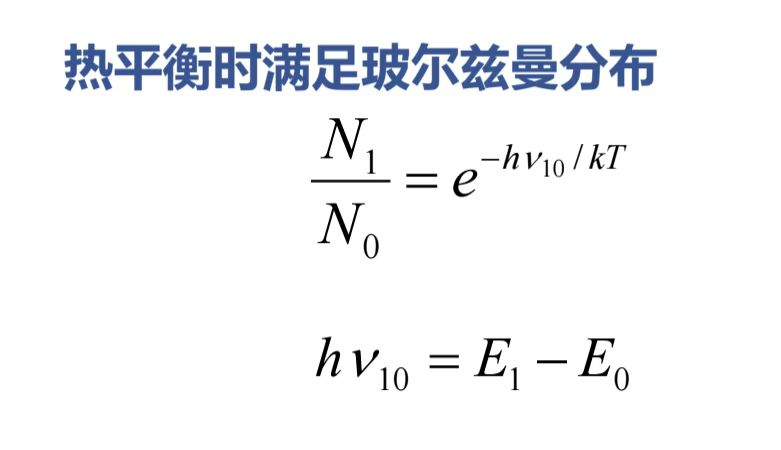 热平衡时满足玻尔兹曼分布
N₁/N₀ = e^(-hν₁₀/kT)
hν₁₀ = E₁ − E₀